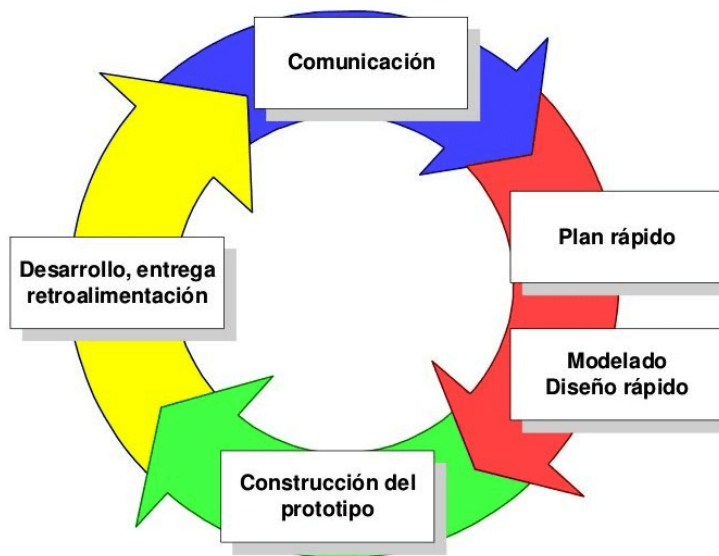 Comunicación
Plan rápido
Modelado
Diseño rápido
Construcción del
prototipo
Desarrollo, entrega
retroalimentación